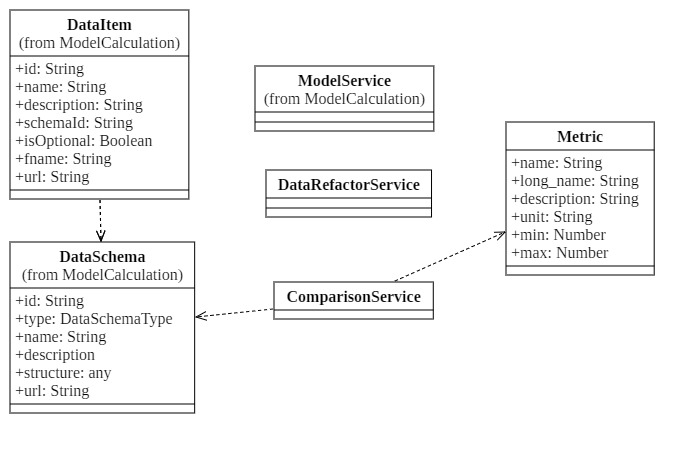 DataItem
(from ModelCalculation)
+id: String
+name: String
+description: String
+schemaId: String
+isOptional: Boolean
+fname: String
+url: String
ModelService
(from ModelCalculation)
DataRefactorService
Metric
+name: String
+long_name: String
+description: String
+unit: String
+min: Number
+max: Number
DataSchema
(from ModelCalculation)
+id: String
+type: DataSchemaType
+name: String
+description
+structure: any
+url: String
ComparisonService